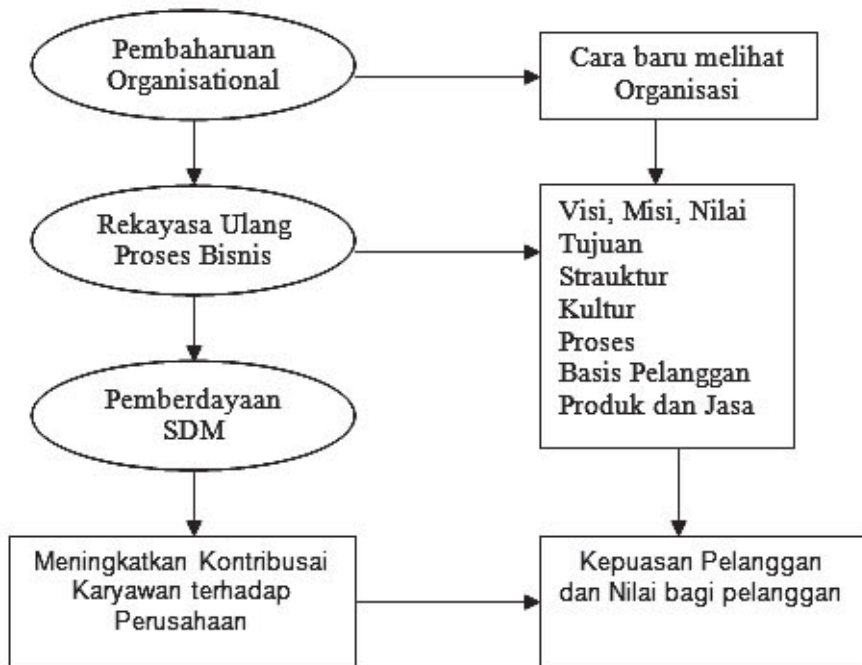 Pembaharuan
Organisational
Cara baru melihat
Organisasi
Rekayasa Ulang
Proses Bisnis
Visi, Misi, Nilai
Tujuan
Strauktur
Kultur
Proses
Basis Pelanggan
Produk dan Jasa
Pemberdayaan
SDM
Meningkatkan Kontribusai
Karyawan terhadap
Perusahaan
Kepuasan Pelanggan
dan Nilai bagi pelanggan